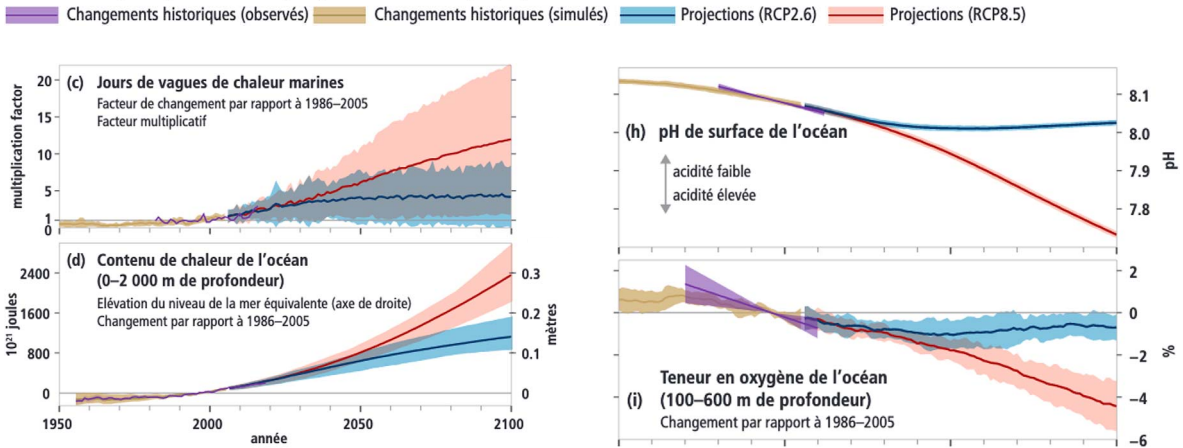 Changements historiques (observés) Changements historiques (simulés) Projections (RCP2.6) Projections (RCP8.5)
(c) Jours de vagues de chaleur marines
Facteur de changement par rapport à 1986–2005
Facteur multiplicatif
multiplication factor
20
15
10
5
1
0
(d) Contenu de chaleur de l'océan
(0–2 000 m de profondeur)
Elévation du niveau de la mer équivalente (axe de droite)
Changement par rapport à 1986–2005
10²¹ joules
2400
1600
800
0
0.3
0.2
0.1
0
mètres
1950 2000 2050 2100
année
(h) pH de surface de l'océan
acidité faible
acidité élevée
8.1
8.0
7.9
7.8
pH
(i) Teneur en oxygène de l'océan
(100–600 m de profondeur)
Changement par rapport à 1986–2005
2
0
−2
−4
−6
%